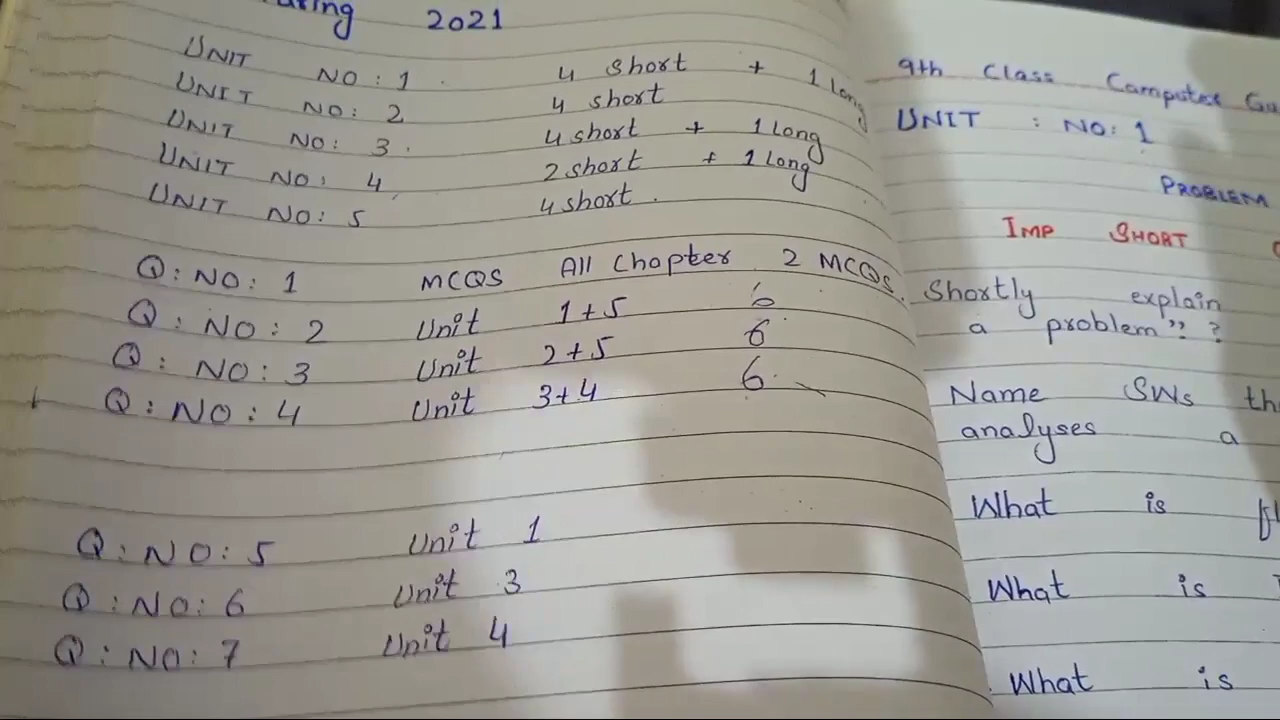 2021
UNIT NO: 1 4 short + 1 Long
UNIT NO: 2 4 short
UNIT NO: 3 4 short + 1 Long
UNIT NO: 4 2 short + 1 Long
UNIT NO: 5 4 short
Q: NO: 1 MCQS All Chapter 2 MCQS.
Q: NO: 2 Unit 1+5 6
Q: NO: 3 Unit 2+5 6
Q: NO: 4 Unit 3+4 6
Q: NO: 5 Unit 1
Q: NO: 6 Unit 3
Q: NO: 7 Unit 4
9th Class Computer
UNIT : NO: 1
PROBLEM
IMP SHORT
Shortly explain
a problem" ?
Name SWs
analyses a
What is
What is
What is